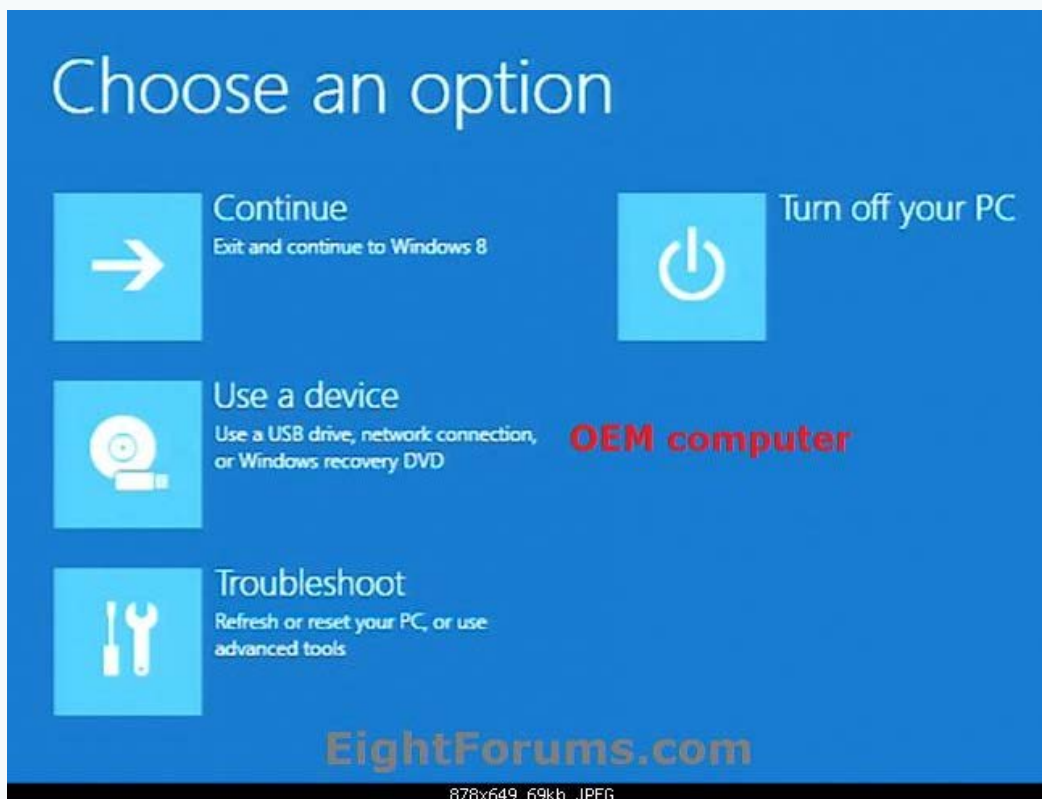 Choose an option
Continue
Exit and continue to Windows 8
Turn off your PC
Use a device
Use a USB drive, network connection,
or Windows recovery DVD
OEM computer
Troubleshoot
Refresh or reset your PC, or use
advanced tools
EightForums.com
878x649 69kb JPEG